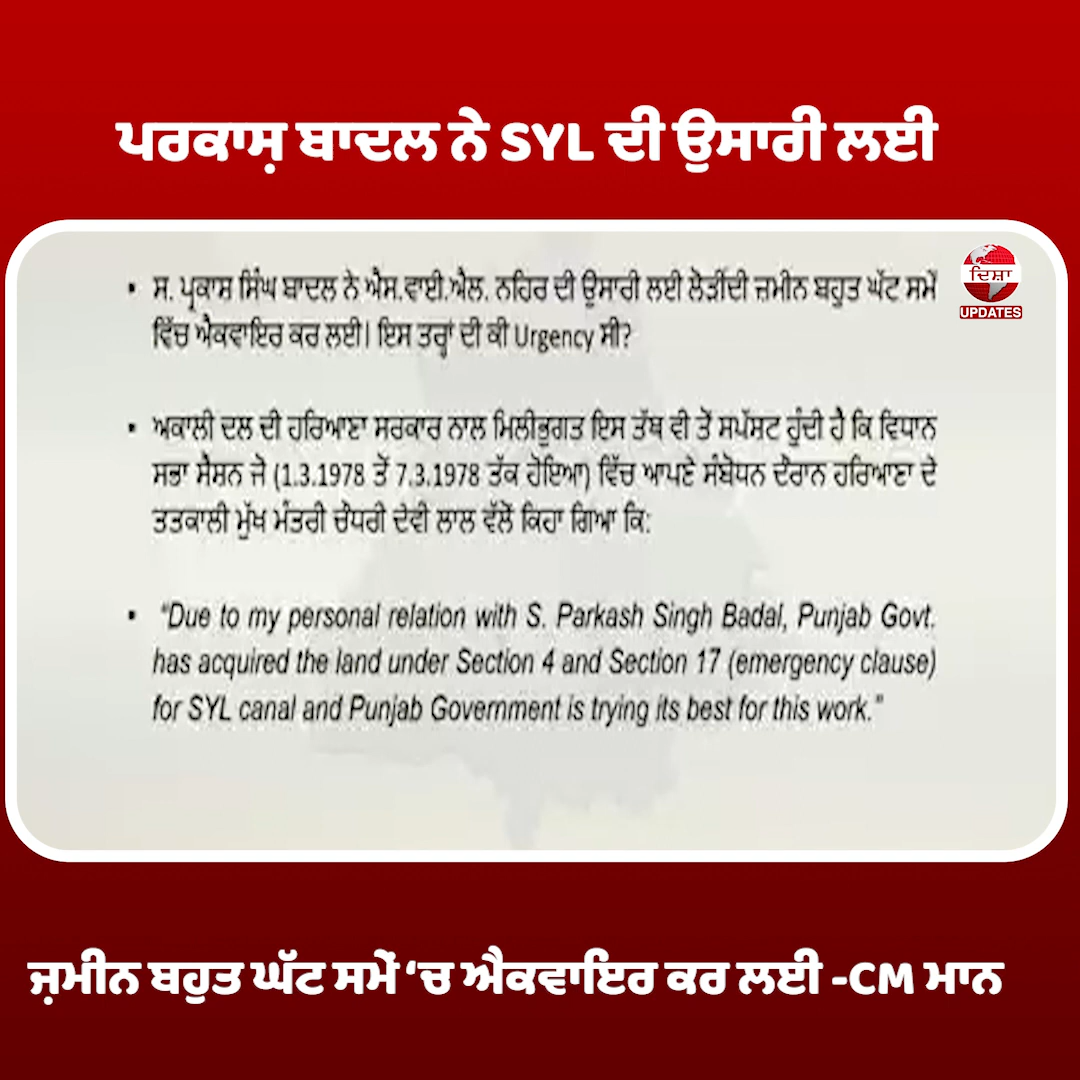 ਪਰਕਾਸ਼ ਬਾਦਲ ਨੇ SYL ਦੀ ਉਸਾਰੀ ਲਈ
ਦਿਸ਼ਾ
UPDATES
• ਸ. ਪ੍ਰਕਾਸ਼ ਸਿੰਘ ਬਾਦਲ ਨੇ ਐਸ.ਵਾਈ.ਐਲ. ਨਹਿਰ ਦੀ ਉਸਾਰੀ ਲਈ ਲੋੜੀਂਦੀ ਜ਼ਮੀਨ ਬਹੁਤ ਘੱਟ ਸਮੇਂ
ਵਿੱਚ ਐਕਵਾਇਰ ਕਰ ਲਈ। ਇਸ ਤਰ੍ਹਾਂ ਦੀ ਕੀ Urgency ਸੀ?
• ਅਕਾਲੀ ਦਲ ਦੀ ਹਰਿਆਣਾ ਸਰਕਾਰ ਨਾਲ ਮਿਲੀਭੁਗਤ ਇਸ ਤੱਥ ਵੀ ਤੋਂ ਸਪੱਸਟ ਹੁੰਦੀ ਹੈ ਕਿ ਵਿਧਾਨ
ਸਭਾ ਸੈਸ਼ਨ ਜੋ (1.3.1978 ਤੋਂ 7.3.1978 ਤੱਕ ਹੋਇਆ) ਵਿੱਚ ਆਪਣੇ ਸੰਬੋਧਨ ਦੌਰਾਨ ਹਰਿਆਣਾ ਦੇ
ਤਤਕਾਲੀ ਮੁੱਖ ਮੰਤਰੀ ਚੌਧਰੀ ਦੇਵੀ ਲਾਲ ਵੱਲੋਂ ਕਿਹਾ ਗਿਆ ਕਿ:
• "Due to my personal relation with S. Parkash Singh Badal, Punjab Govt.
has acquired the land under Section 4 and Section 17 (emergency clause)
for SYL canal and Punjab Government is trying its best for this work."
ਜ਼ਮੀਨ ਬਹੁਤ ਘੱਟ ਸਮੇਂ ‘ਚ ਐਕਵਾਇਰ ਕਰ ਲਈ -CM ਮਾਨ